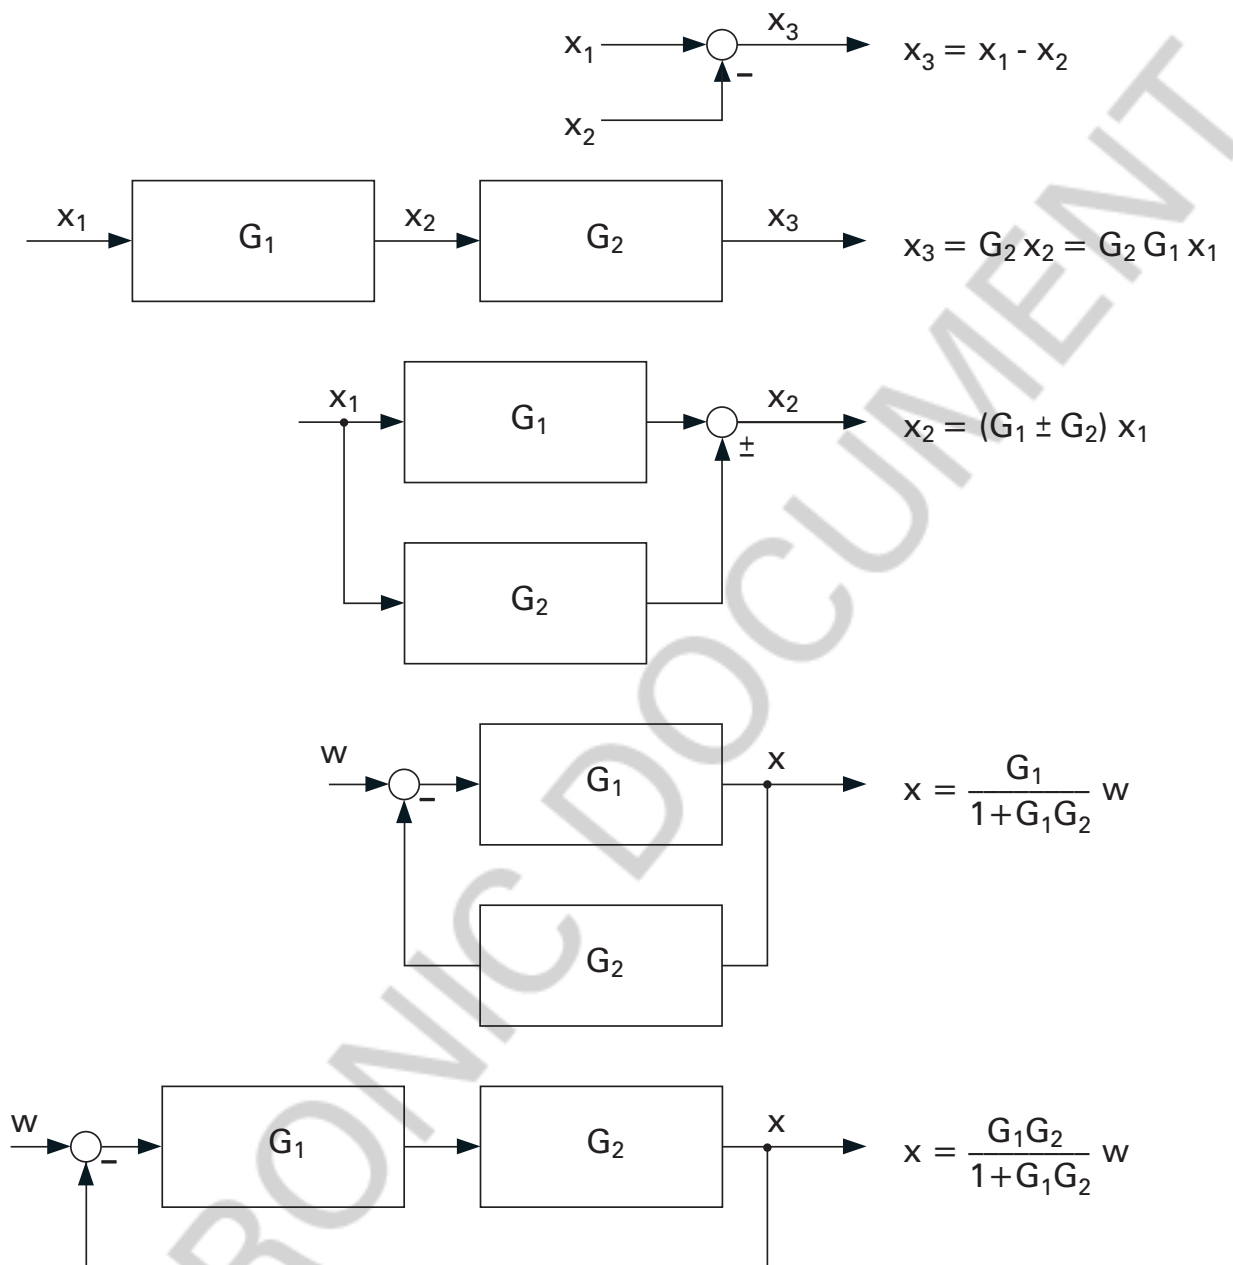 x₃
x₁
x₃ = x₁ - x₂
−
x₂
x₁
G₁
x₂
G₂
x₃
x₃ = G₂ x₂ = G₂ G₁ x₁
x₁
G₁
x₂
x₂ = (G₁ ± G₂) x₁
±
G₂
w
−
G₁
x
x = G₁ / 1+G₁G₂ w
G₂
w
−
G₁
G₂
x
x = G₁G₂ / 1+G₁G₂ w
RONIC DOCUMENT